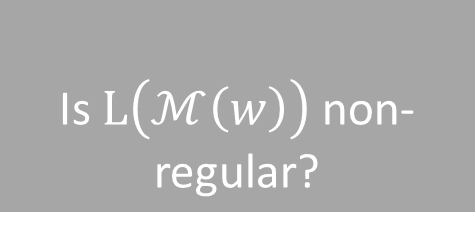 Is L(ℳ(w)) non-
regular?